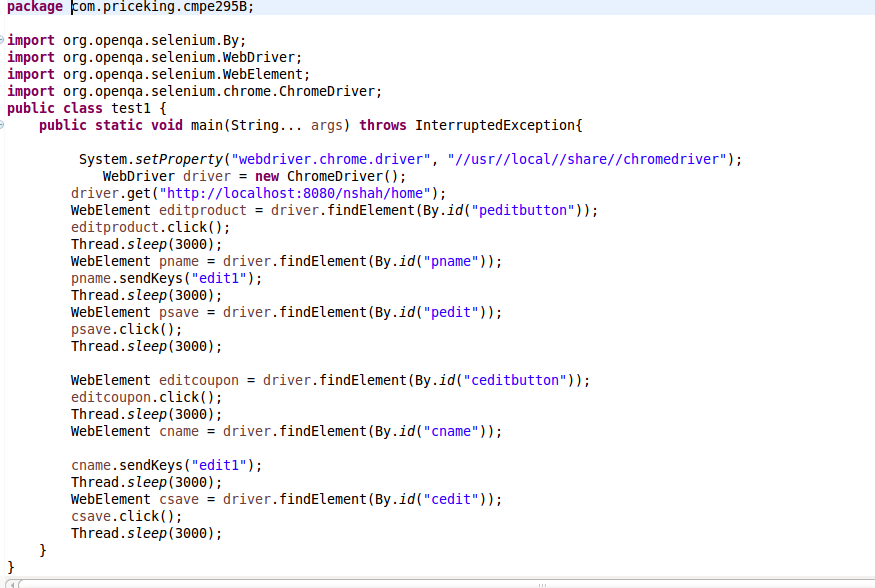 package com.priceking.cmpe295B;
import org.openqa.selenium.By;
import org.openqa.selenium.WebDriver;
import org.openqa.selenium.WebElement;
import org.openqa.selenium.chrome.ChromeDriver;
public class test1 {
public static void main(String... args) throws InterruptedException{
System.setProperty("webdriver.chrome.driver", "//usr//local//share//chromedriver");
WebDriver driver = new ChromeDriver();
driver.get("http://localhost:8080/nshah/home");
WebElement editproduct = driver.findElement(By.id("peditbutton"));
editproduct.click();
Thread.sleep(3000);
WebElement pname = driver.findElement(By.id("pname"));
pname.sendKeys("edit1");
Thread.sleep(3000);
WebElement psave = driver.findElement(By.id("pedit"));
psave.click();
Thread.sleep(3000);
WebElement editcoupon = driver.findElement(By.id("ceditbutton"));
editcoupon.click();
Thread.sleep(3000);
WebElement cname = driver.findElement(By.id("cname"));
cname.sendKeys("edit1");
Thread.sleep(3000);
WebElement csave = driver.findElement(By.id("cedit"));
csave.click();
Thread.sleep(3000);
}
}